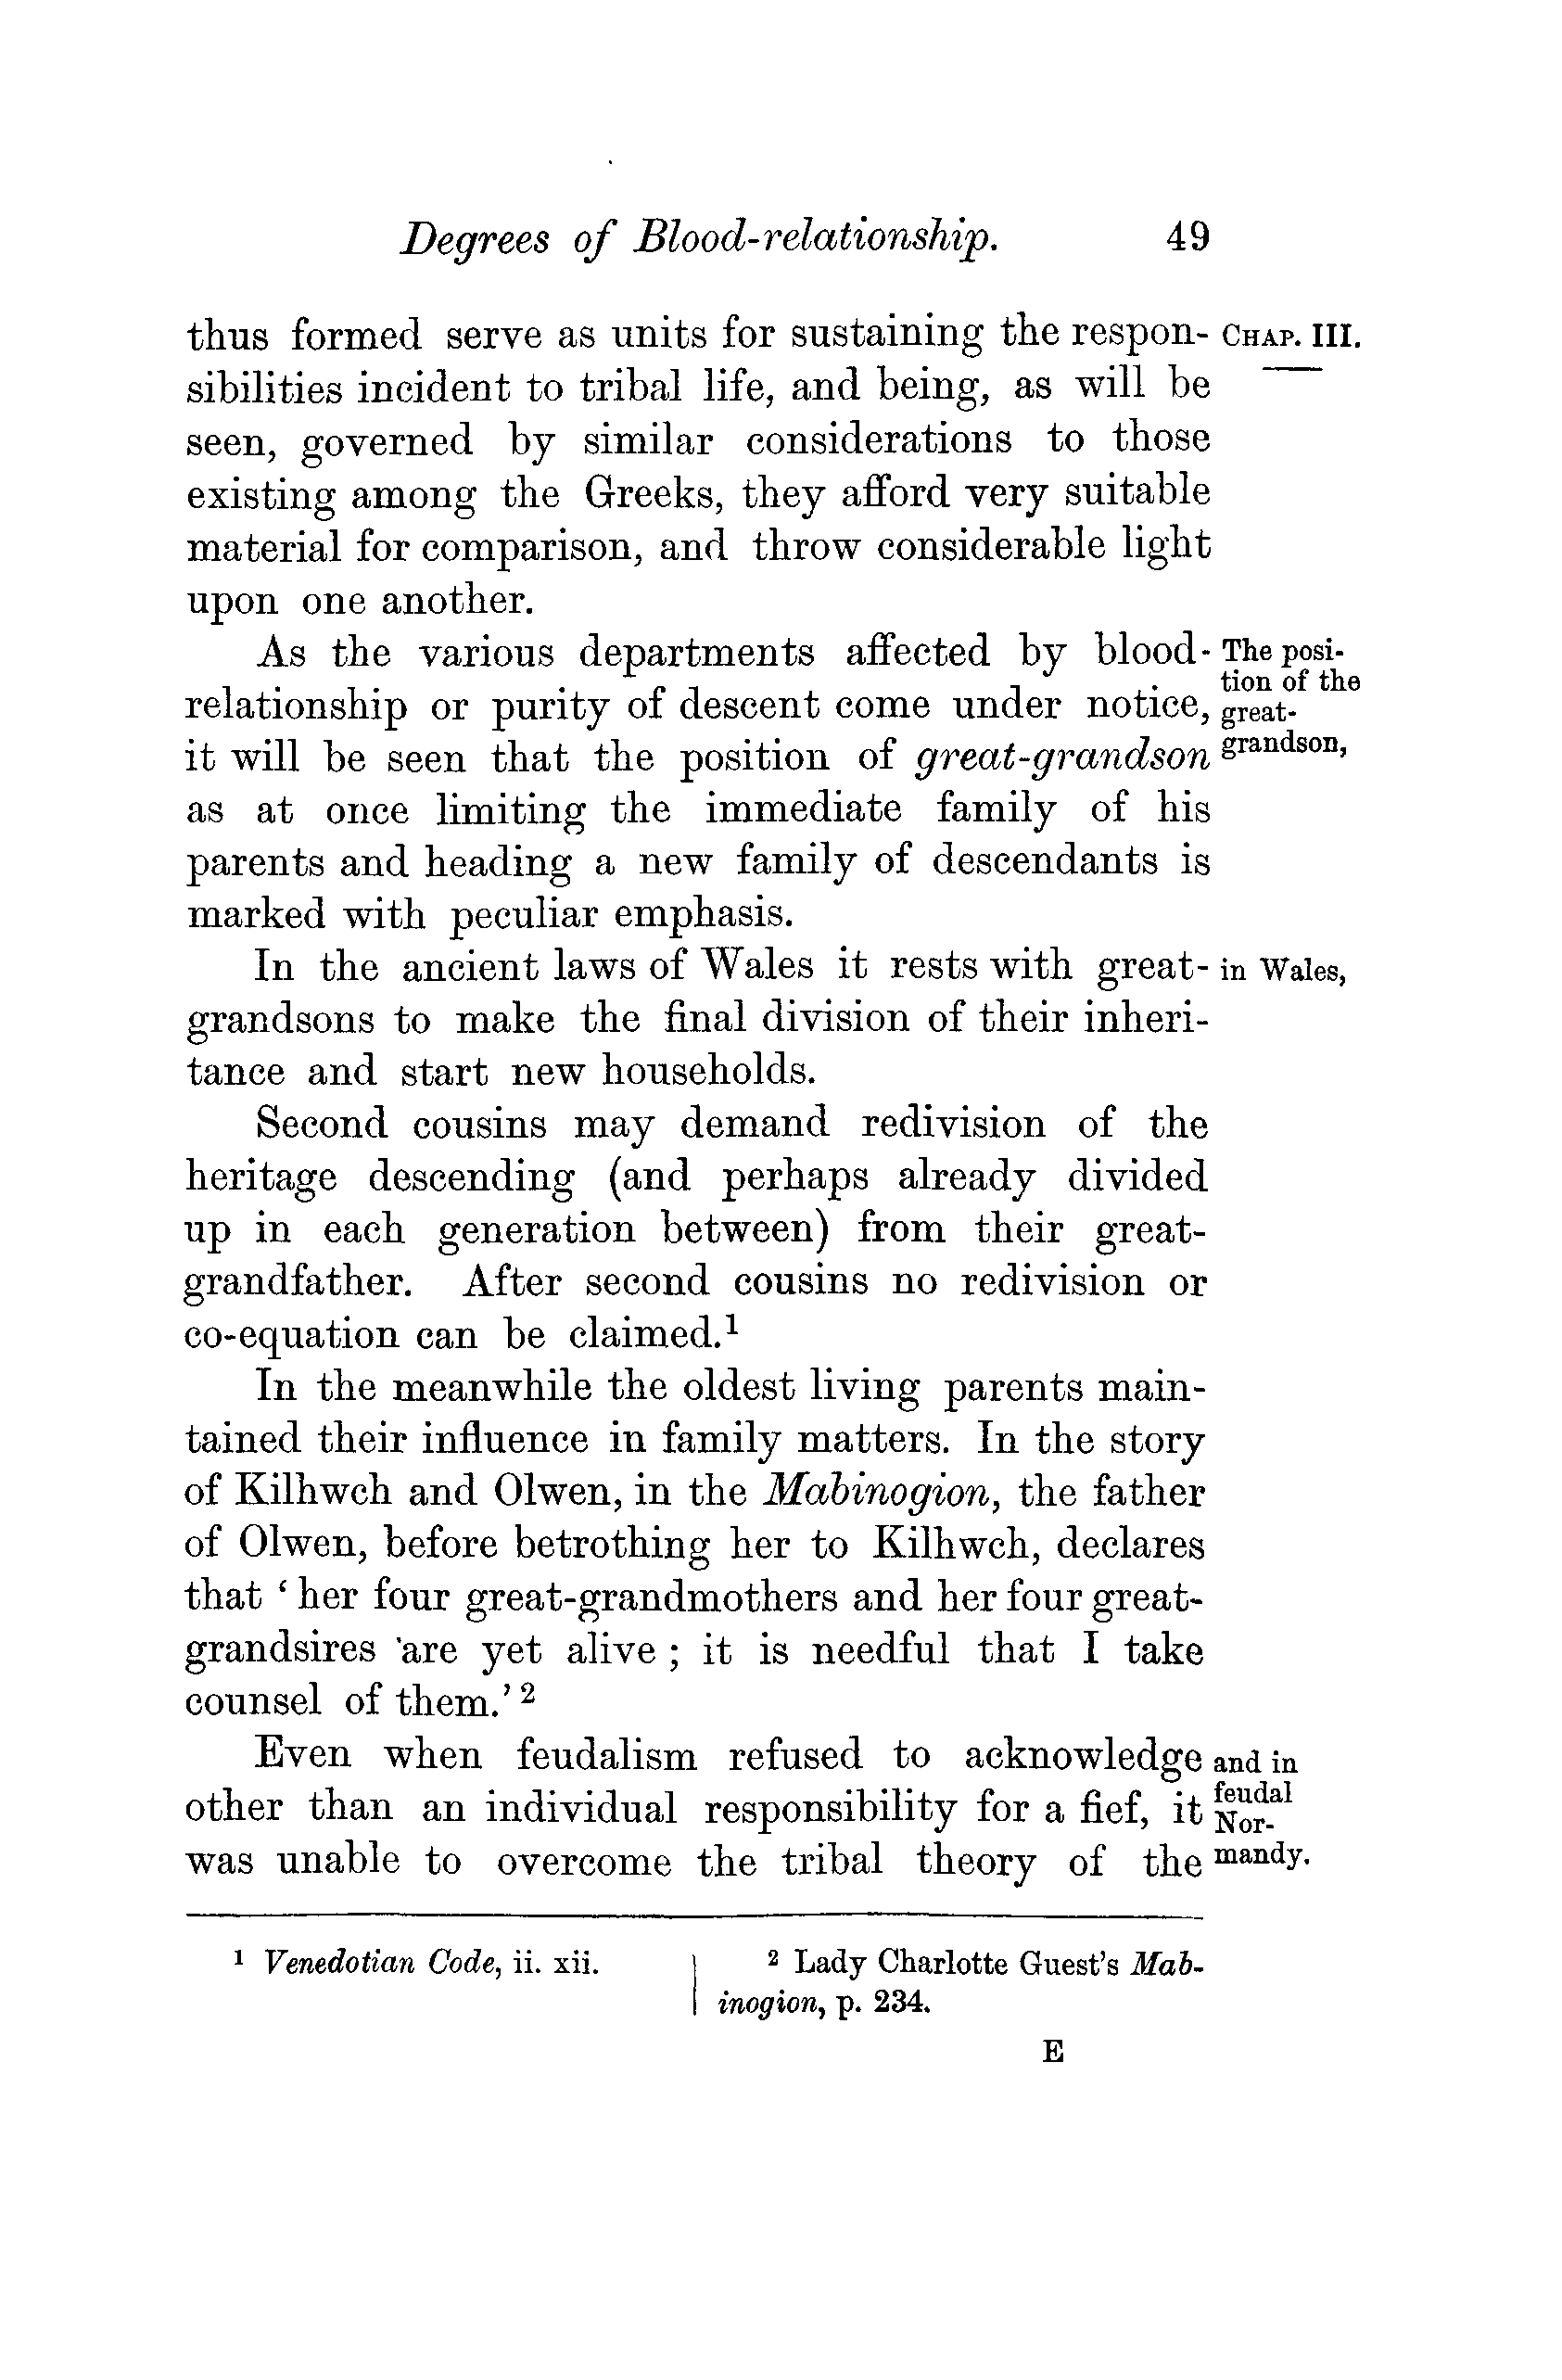 Degrees of Blood-relationship. 49
thus formed serve as units for sustaining the respon- CHAP. III.
sibilities incident to tribal life, and being, as will be
seen, governed by similar considerations to those
existing among the Greeks, they afford very suitable
material for comparison, and throw considerable light
upon one another.
As the various departments affected by blood-
relationship or purity of descent come under notice,
it will be seen that the position of great-grandson
as at once limiting the immediate family of his
parents and heading a new family of descendants is
marked with peculiar emphasis.
The posi-
tion of the
great-
grandson,
In the ancient laws of Wales it rests with great- in Wales,
grandsons to make the final division of their inheri-
tance and start new households.
Second cousins may demand redivision of the
heritage descending (and perhaps already divided
up in each generation between) from their great-
grandfather. After second cousins no redivision or
co-equation can be claimed.¹
In the meanwhile the oldest living parents main-
tained their influence in family matters. In the story
of Kilhwch and Olwen, in the Mabinogion, the father
of Olwen, before betrothing her to Kilhwch, declares
that ‘her four great-grandmothers and her four great-
grandsires are yet alive; it is needful that I take
counsel of them.’²
Even when feudalism refused to acknowledge
other than an individual responsibility for a fief, it
was unable to overcome the tribal theory of the
and in
feudal
Nor-
mandy.
¹ Venedotian Code, ii. xii.
² Lady Charlotte Guest’s Mab-
inogion, p. 234.
E